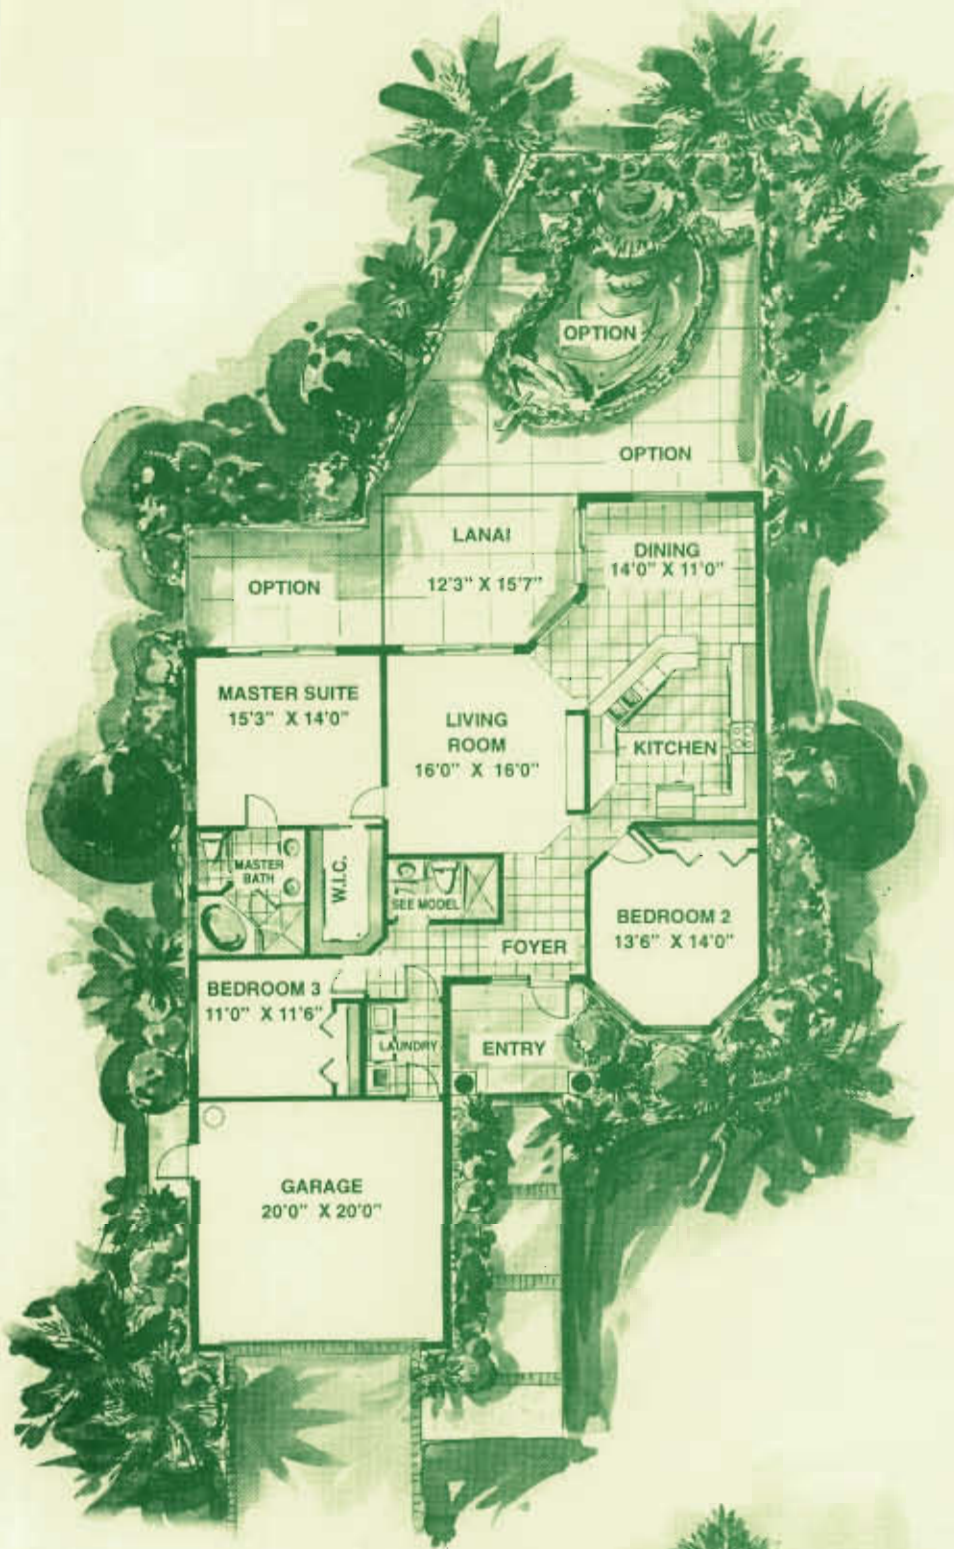 OPTION
OPTION
LANAI
12'3" X 15'7"
DINING
14'0" X 11'0"
OPTION
MASTER SUITE
15'3" X 14'0"
LIVING
ROOM
16'0" X 16'0"
KITCHEN
MASTER
BATH
W.I.C.
SEE MODEL
BEDROOM 2
13'6" X 14'0"
FOYER
BEDROOM 3
11'0" X 11'6"
LAUNDRY
ENTRY
GARAGE
20'0" X 20'0"